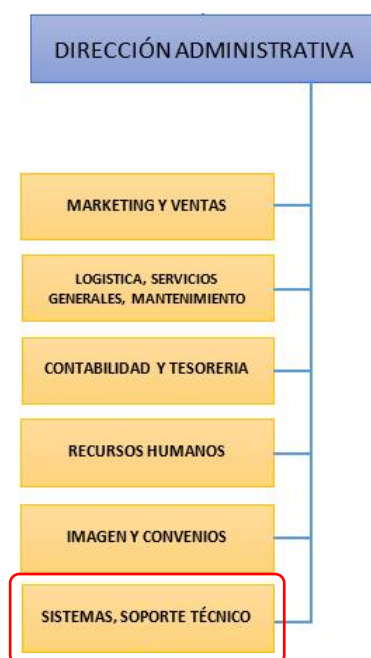 DIRECCIÓN ADMINISTRATIVA
MARKETING Y VENTAS
LOGISTICA, SERVICIOS
GENERALES, MANTENIMIENTO
CONTABILIDAD Y TESORERIA
RECURSOS HUMANOS
IMAGEN Y CONVENIOS
SISTEMAS, SOPORTE TÉCNICO